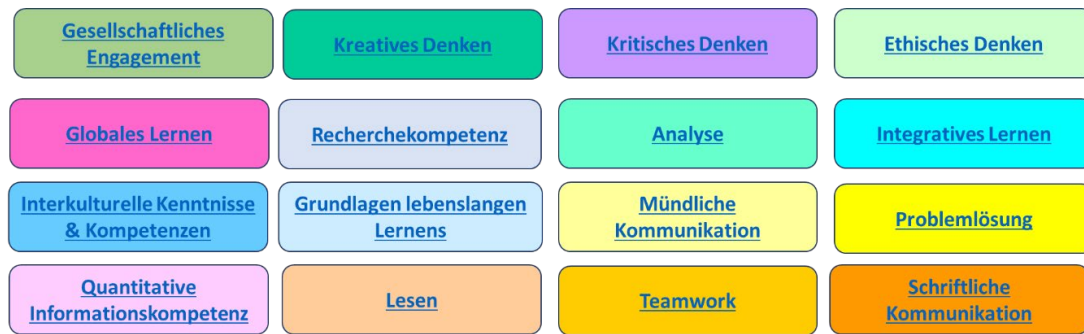 Gesellschaftliches
Engagement
Kreatives Denken
Kritisches Denken
Ethisches Denken
Globales Lernen
Recherchekompetenz
Analyse
Integratives Lernen
Interkulturelle Kenntnisse
& Kompetenzen
Grundlagen lebenslangen
Lernens
Mündliche
Kommunikation
Problemlösung
Quantitative
Informationskompetenz
Lesen
Teamwork
Schriftliche
Kommunikation